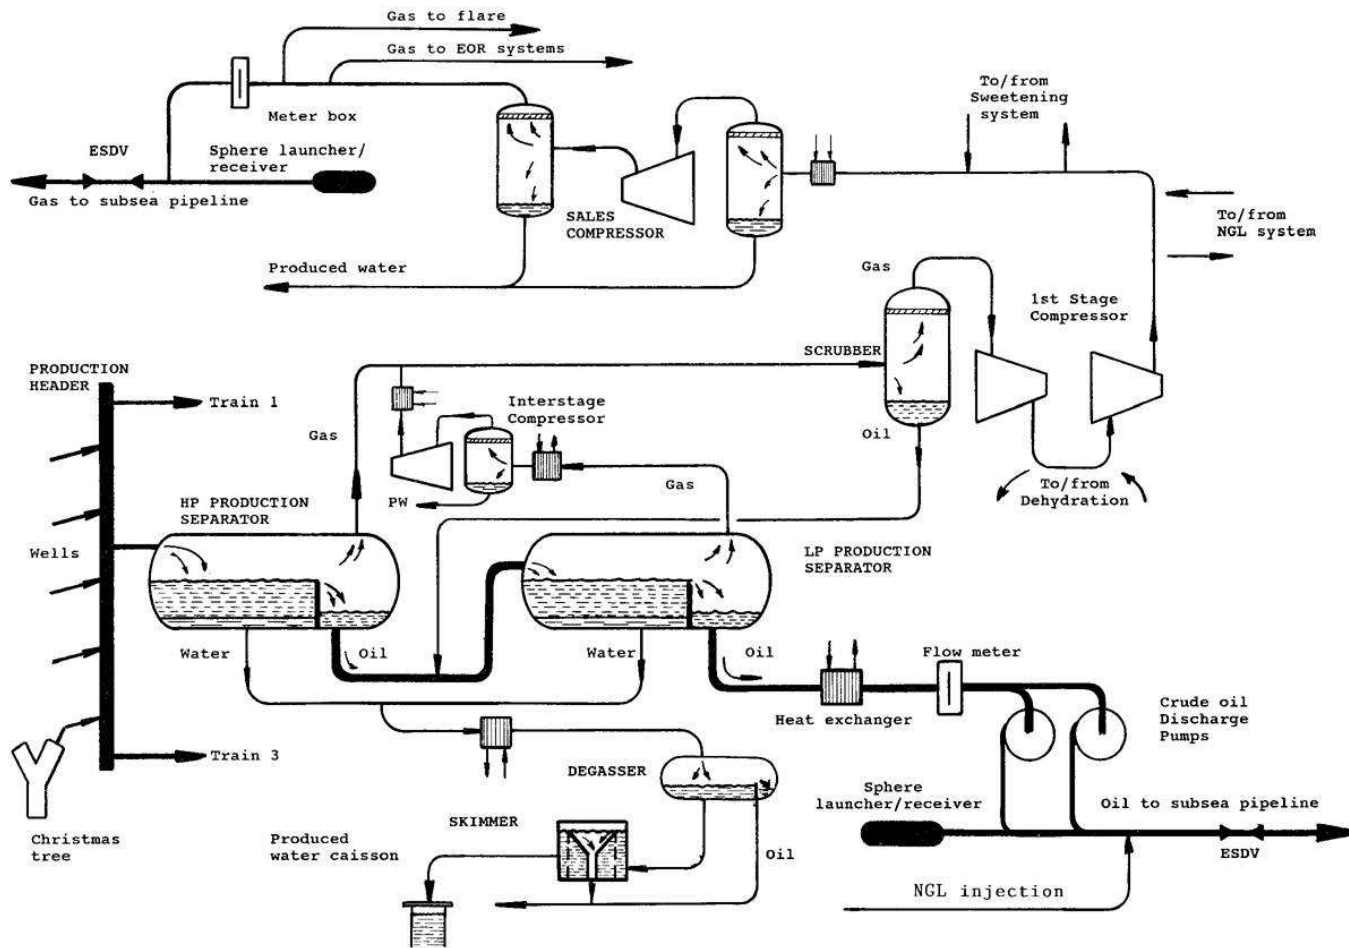 Gas to flare
Gas to EOR systems
To/from
Sweetening
system
Meter box
ESDV
Sphere launcher/
receiver
Gas to subsea pipeline
SALES
COMPRESSOR
To/from
NGL system
Produced water
Gas
1st Stage
Compressor
SCRUBBER
PRODUCTION
HEADER
Train 1
Interstage
Compressor
Gas
Oil
Gas
To/from
Dehydration
PW
HP PRODUCTION
SEPARATOR
Wells
LP PRODUCTION
SEPARATOR
Water
Oil
Water
Oil
Flow meter
Heat exchanger
Crude oil
Discharge
Pumps
Train 3
DEGASSER
Sphere
launcher/receiver
Oil to subsea pipeline
SKIMMER
Christmas
tree
Produced
water caisson
Oil
ESDV
NGL injection